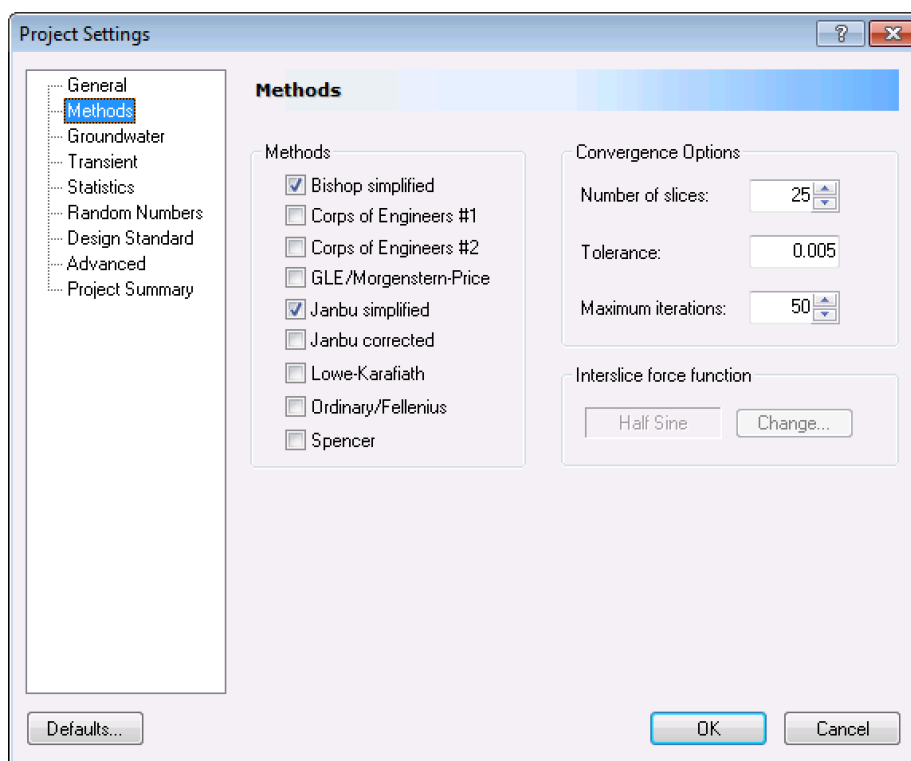 Project Settings
General
Methods
Groundwater
Transient
Statistics
Random Numbers
Design Standard
Advanced
Project Summary
Methods
Methods
Bishop simplified
Corps of Engineers #1
Corps of Engineers #2
GLE/Morgenstern-Price
Janbu simplified
Janbu corrected
Lowe-Karafiath
Ordinary/Fellenius
Spencer
Convergence Options
Number of slices: 25
Tolerance: 0.005
Maximum iterations: 50
Interslice force function
Half Sine Change...
Defaults... OK Cancel